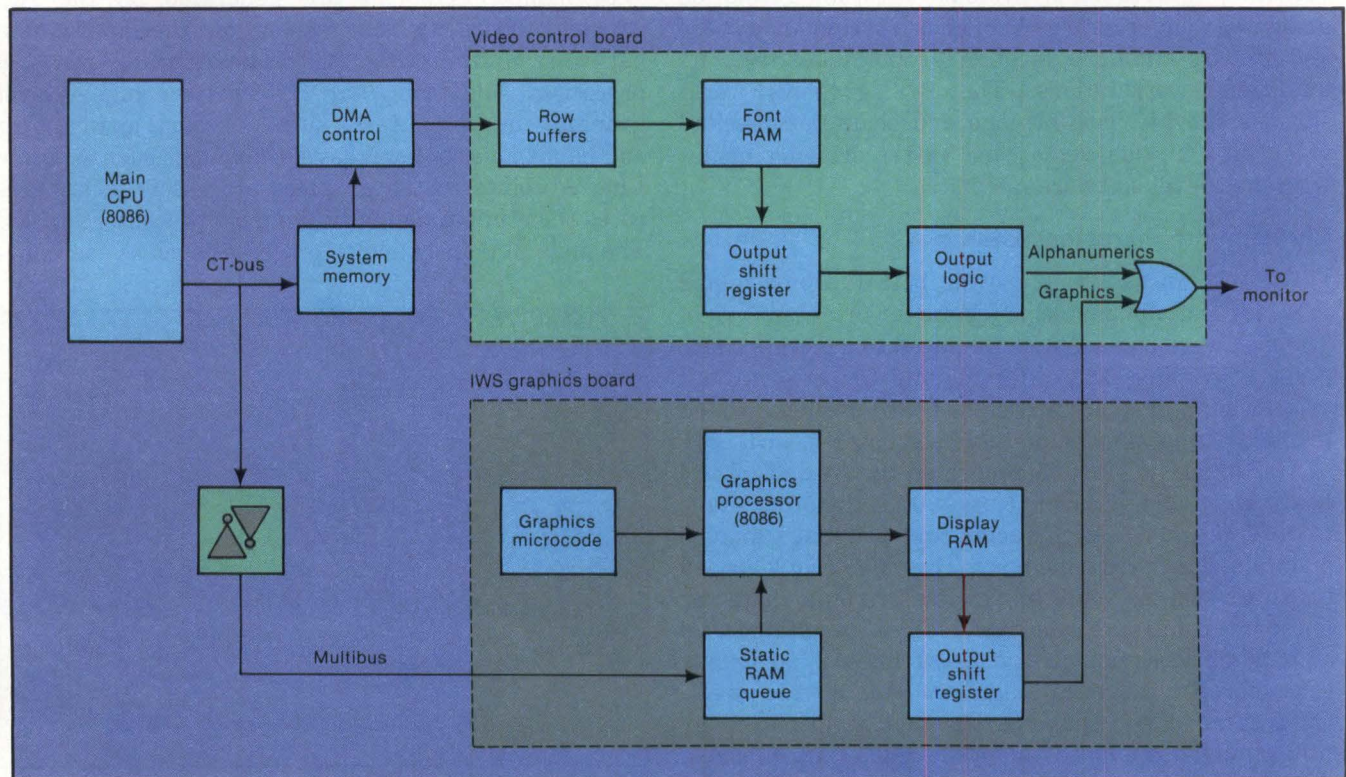 Video control board
Main
CPU
(8086)
DMA
control
Row
buffers
Font
RAM
CT-bus
System
memory
Output
shift
register
Output
logic
Alphanumerics
Graphics
To
monitor
IWS graphics board
Graphics
microcode
Graphics
processor
(8086)
Display
RAM
Multibus
Static
RAM
queue
Output
shift
register